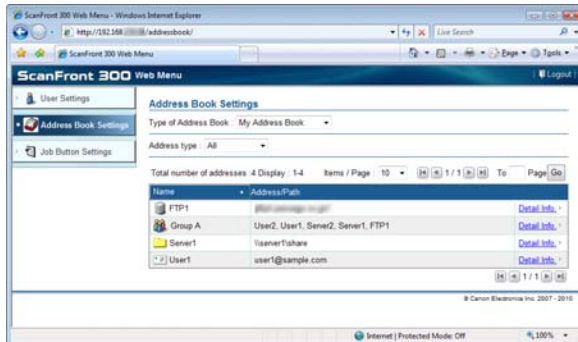 ScanFront 300 Web Menu - Windows Internet Explorer
http://192.168. /addressbook/
Live Search
ScanFront 300 Web Menu
Page
Tools
ScanFront 300 Web Menu
Logout
User Settings
Address Book Settings
Job Button Settings
Address Book Settings
Type of Address Book : My Address Book
Address type : All
Total number of addresses :4 Display : 1-4 Items / Page : 10 1 / 1 To Page Go
Name Address/Path
FTP1 Detail Info.
Group A User2, User1, Server2, Server1, FTP1 Detail Info.
Server1 \\server1\share Detail Info.
User1 user1@sample.com Detail Info.
1 / 1
© Canon Electronics Inc. 2007 - 2010
Internet | Protected Mode: Off 100%